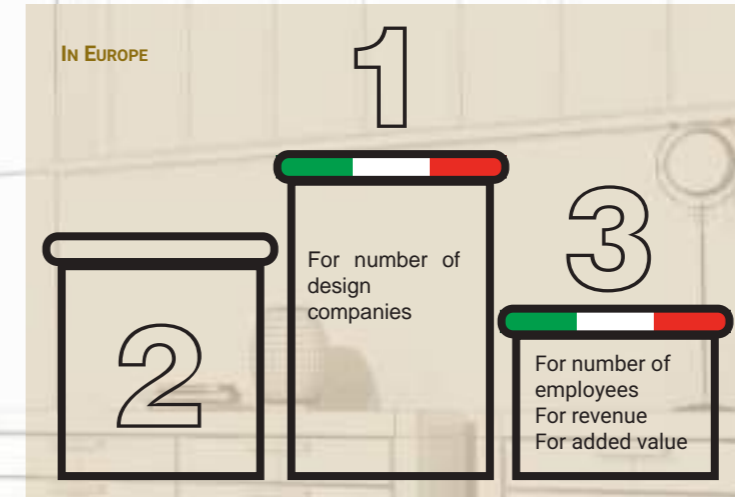 IN EUROPE
1
For number of
design
companies
2
3
For number of
employees
For revenue
For added value